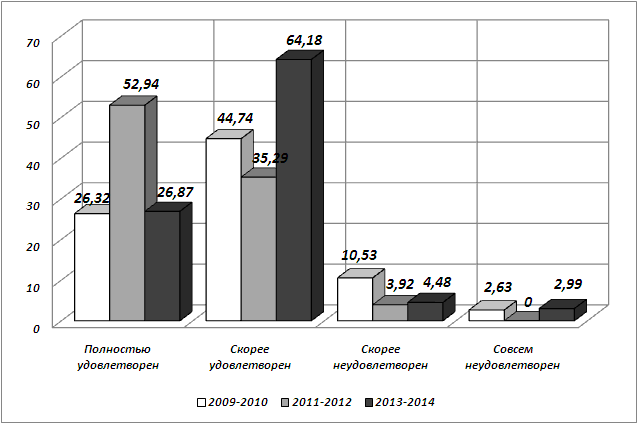 70
60
50
40
30
20
10
0
26,32
52,94
26,87
44,74
35,29
64,18
10,53
3,92
4,48
2,63
0
2,99
Полностью
удовлетворен
Скорее
удовлетворен
Скорее
неудовлетворен
Совсем
неудовлетворен
2009-2010
2011-2012
2013-2014